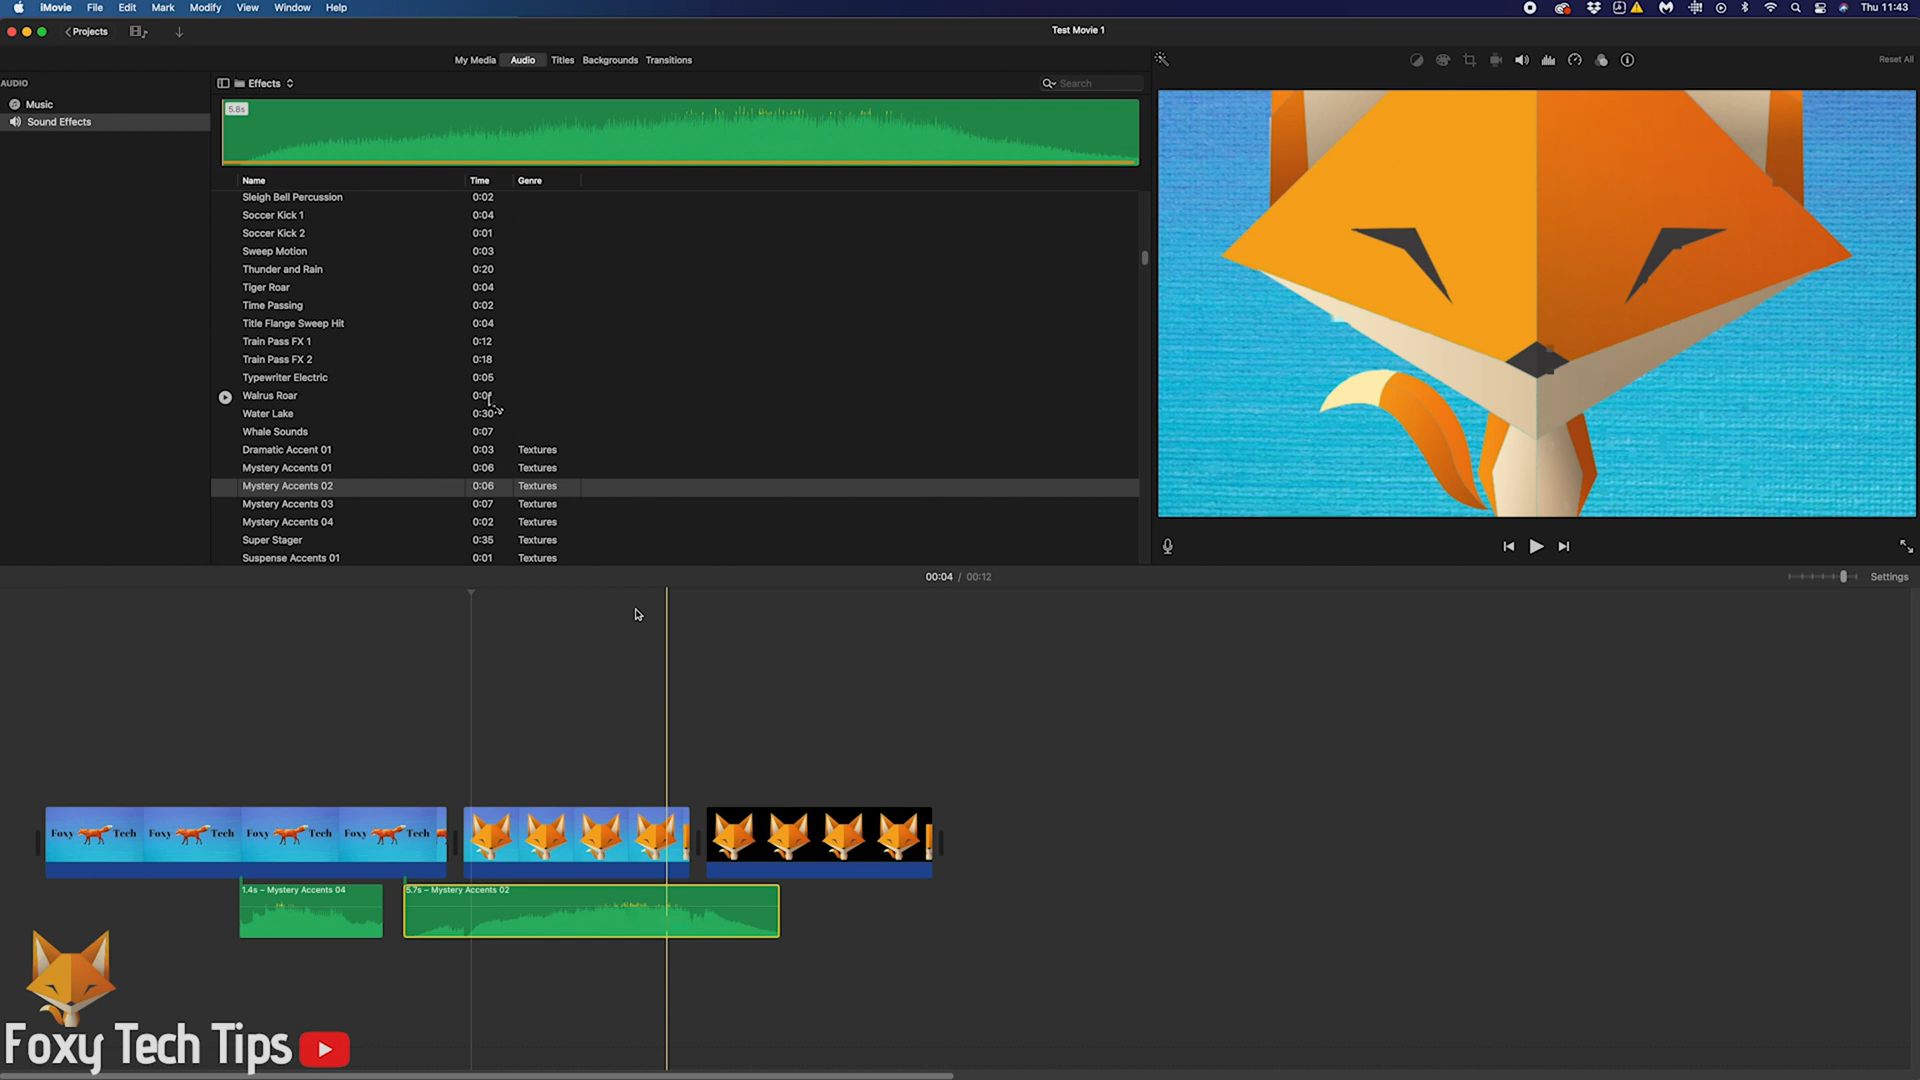 iMovie File Edit Mark Modify View Window Help Thu 11:43
Projects Test Movie 1
My Media Audio Titles Backgrounds Transitions Reset All
AUDIO Effects Search
Music
Sound Effects
5.8s
Name Time Genre
Sleigh Bell Percussion 0:02
Soccer Kick 1 0:04
Soccer Kick 2 0:01
Sweep Motion 0:03
Thunder and Rain 0:20
Tiger Roar 0:04
Time Passing 0:02
Title Flange Sweep Hit 0:04
Train Pass FX 1 0:12
Train Pass FX 2 0:18
Typewriter Electric 0:05
Walrus Roar
Water Lake 0:30
Whale Sounds 0:07
Dramatic Accent 01 0:03 Textures
Mystery Accents 01 0:06 Textures
Mystery Accents 02 0:06 Textures
Mystery Accents 03 0:07 Textures
Mystery Accents 04 0:02 Textures
Super Stager 0:35 Textures
Suspense Accents 01 0:01 Textures
00:04 / 00:12 Settings
Foxy Tech Foxy Tech Foxy Tech Foxy Tech
1.4s – Mystery Accents 04 5.7s – Mystery Accents 02
Foxy Tech Tips